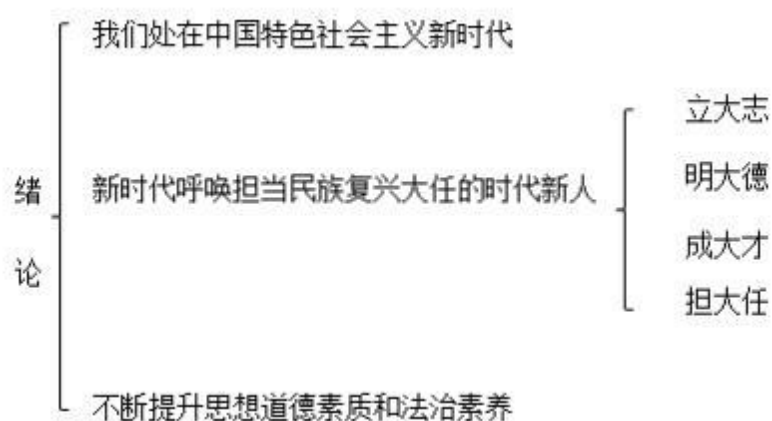 绪论
我们处在中国特色社会主义新时代
新时代呼唤担当民族复兴大任的时代新人
立大志
明大德
成大才
担大任
不断提升思想道德素质和法治素养